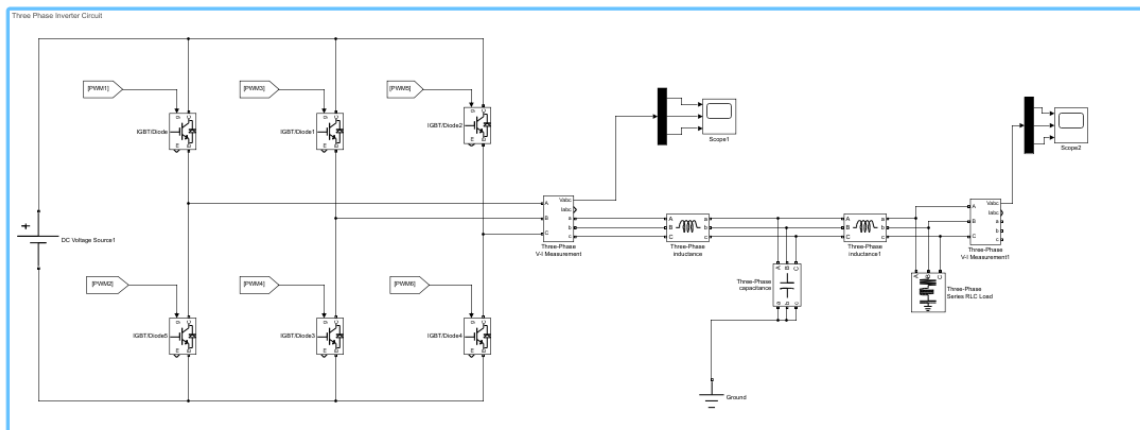 Three Phase Inverter Circuit
[PWM1]
[PWM3]
[PWM5]
g
C
E
IGBT/Diode
g
C
E
IGBT/Diode1
g
C
E
IGBT/Diode2
Scope1
Scope2
+
DC Voltage Source1
A
B
C
Vabc
Iabc
a
b
c
Three-Phase
V-I Measurement
A
B
C
a
b
c
Three-Phase
inductance
A
B
C
a
b
c
Three-Phase
inductance1
A
B
C
Vabc
Iabc
a
b
c
Three-Phase
V-I Measurement1
A
B
C
a
b
c
Three-Phase
capacitance
A
B
C
Three-Phase
Series RLC Load
[PWM2]
[PWM4]
[PWM6]
g
C
E
IGBT/Diode5
g
C
E
IGBT/Diode3
g
C
E
IGBT/Diode4
Ground